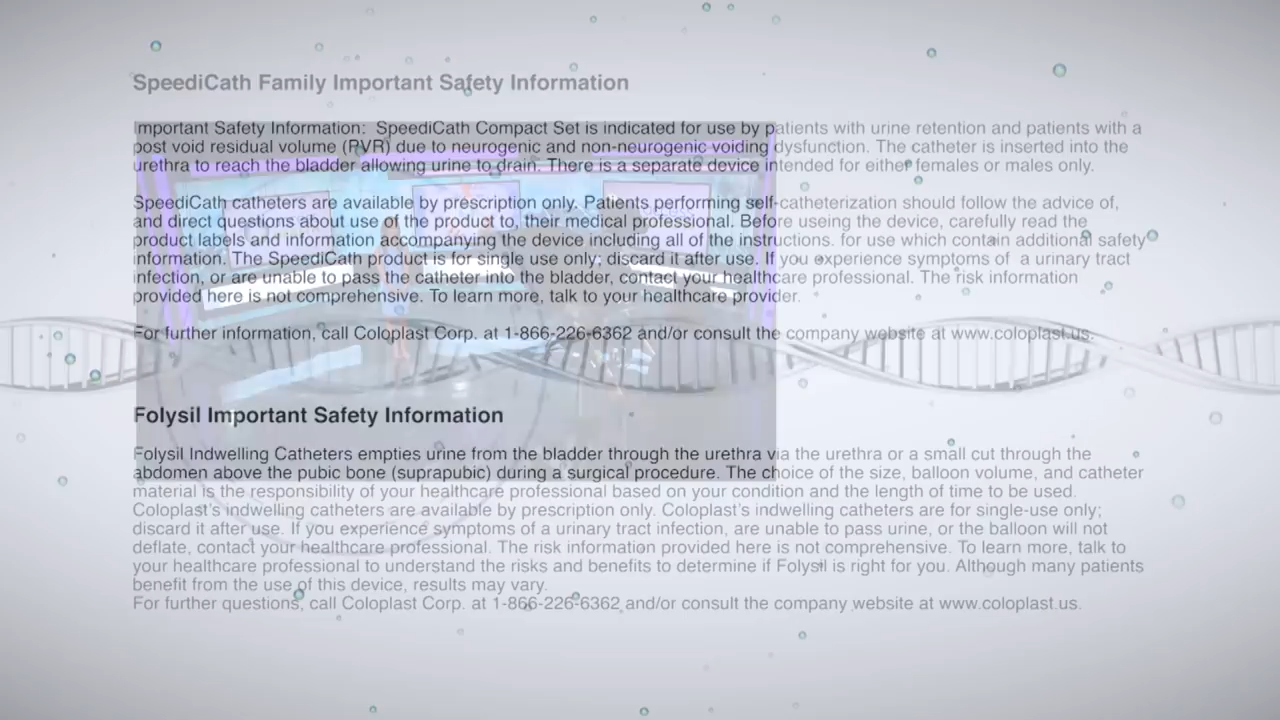 SpeediCath Family Important Safety Information
Important Safety Information:  SpeediCath Compact Set is indicated for use by patients with urine retention and patients with a
post void residual volume (PVR) due to neurogenic and non-neurogenic voiding dysfunction. The catheter is inserted into the
urethra to reach the bladder allowing urine to drain. There is a separate device intended for either females or males only.
SpeediCath catheters are available by prescription only. Patients performing self-catheterization should follow the advice of,
and direct questions about use of the product to, their medical professional. Before useing the device, carefully read the
product labels and information accompanying the device including all of the instructions. for use which contain additional safety
information. The SpeediCath product is for single use only; discard it after use. If you experience symptoms of  a urinary tract
infection, or are unable to pass the catheter into the bladder, contact your healthcare professional. The risk information
provided here is not comprehensive. To learn more, talk to your healthcare provider.
For further information, call Coloplast Corp. at 1-866-226-6362 and/or consult the company website at www.coloplast.us.
Folysil Important Safety Information
Folysil Indwelling Catheters empties urine from the bladder through the urethra via the urethra or a small cut through the
abdomen above the pubic bone (suprapubic) during a surgical procedure. The choice of the size, balloon volume, and catheter
material is the responsibility of your healthcare professional based on your condition and the length of time to be used.
Coloplast's indwelling catheters are available by prescription only. Coloplast's indwelling catheters are for single-use only;
discard it after use. If you experience symptoms of a urinary tract infection, are unable to pass urine, or the balloon will not
deflate, contact your healthcare professional. The risk information provided here is not comprehensive. To learn more, talk to
your healthcare professional to understand the risks and benefits to determine if Folysil is right for you. Although many patients
benefit from the use of this device, results may vary.
For further questions, call Coloplast Corp. at 1-866-226-6362 and/or consult the company website at www.coloplast.us.